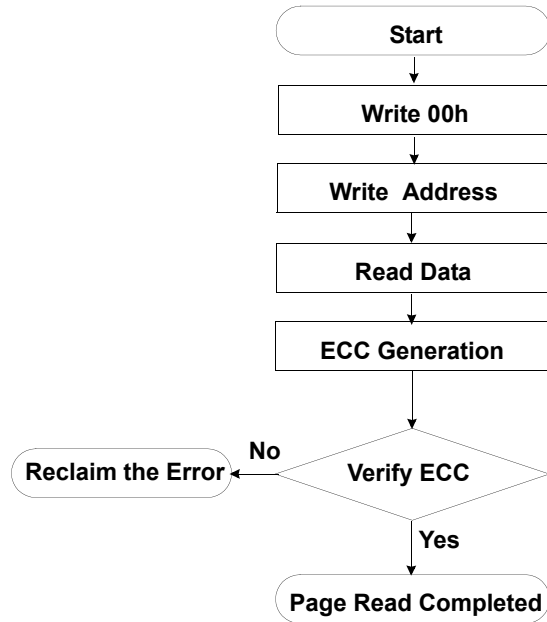 Start
Write 00h
Write Address
Read Data
ECC Generation
No
Reclaim the Error
Verify ECC
Yes
Page Read Completed